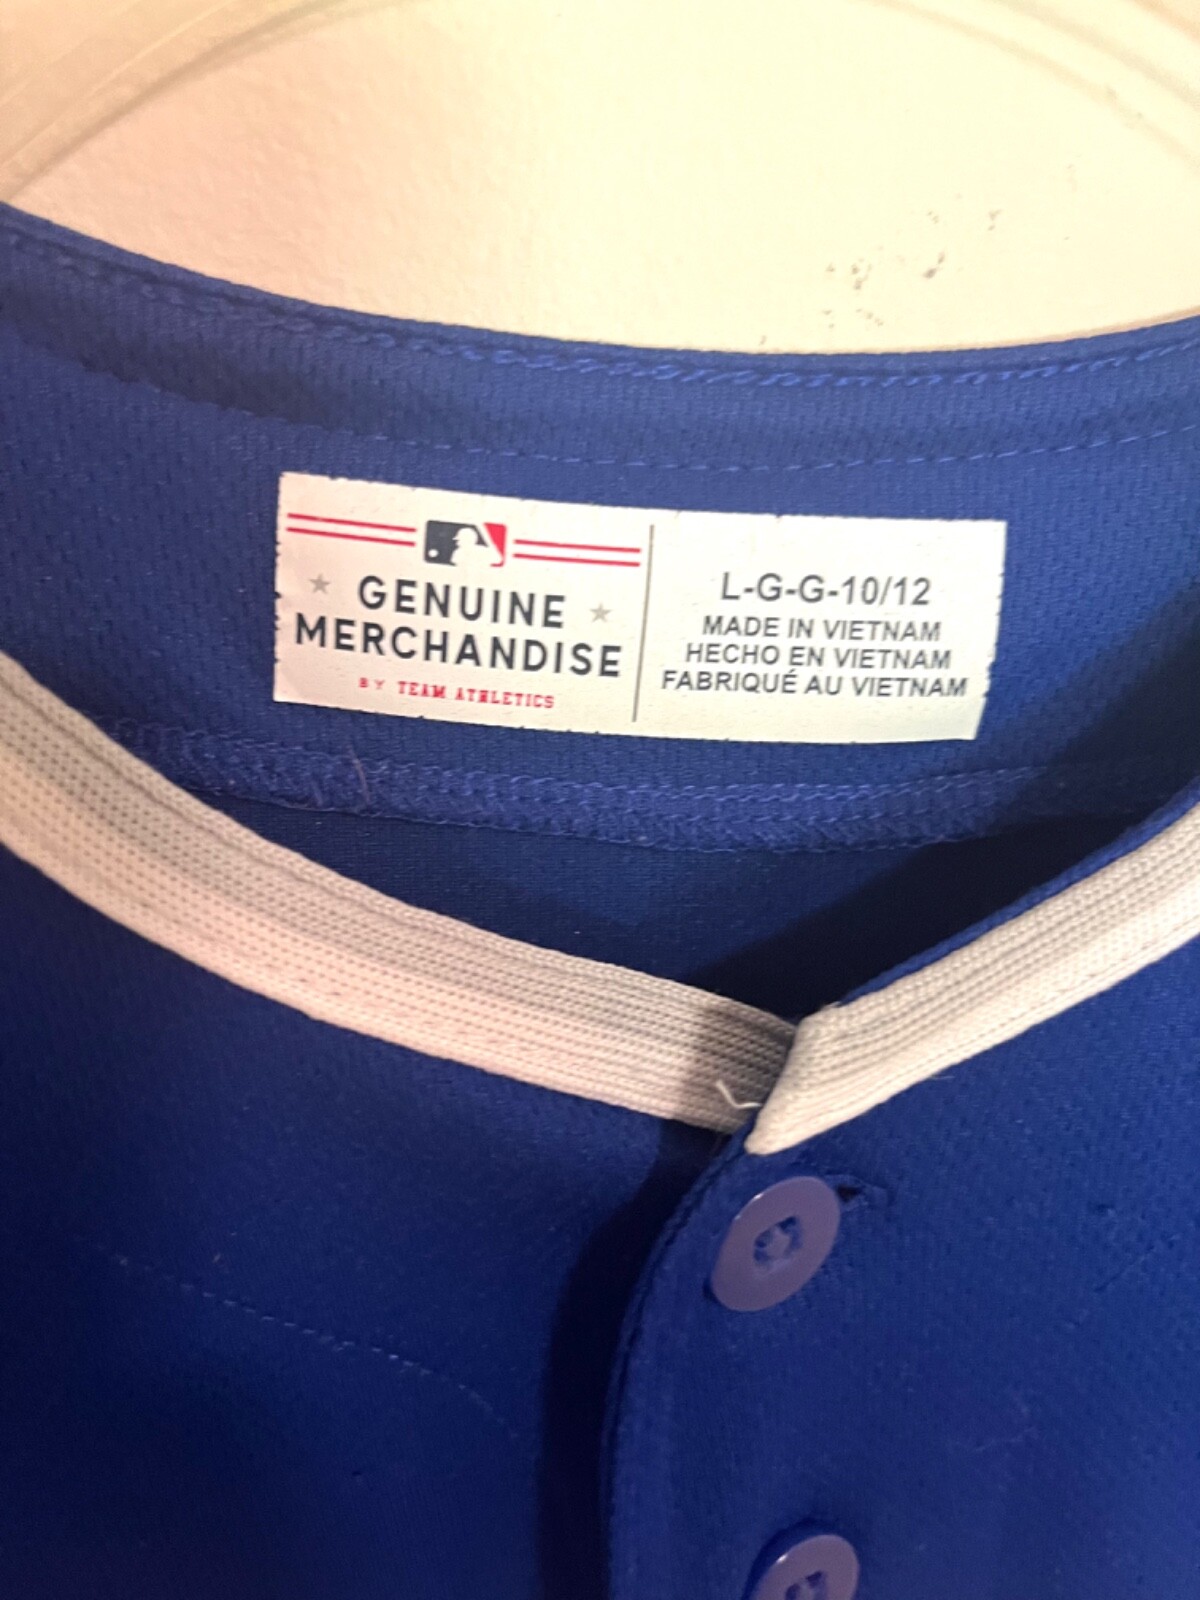 GENUINE
MERCHANDISE
BY TEAM ATHLETICS
L-G-G-10/12
MADE IN VIETNAM
HECHO EN VIETNAM
FABRIQUÉ AU VIETNAM